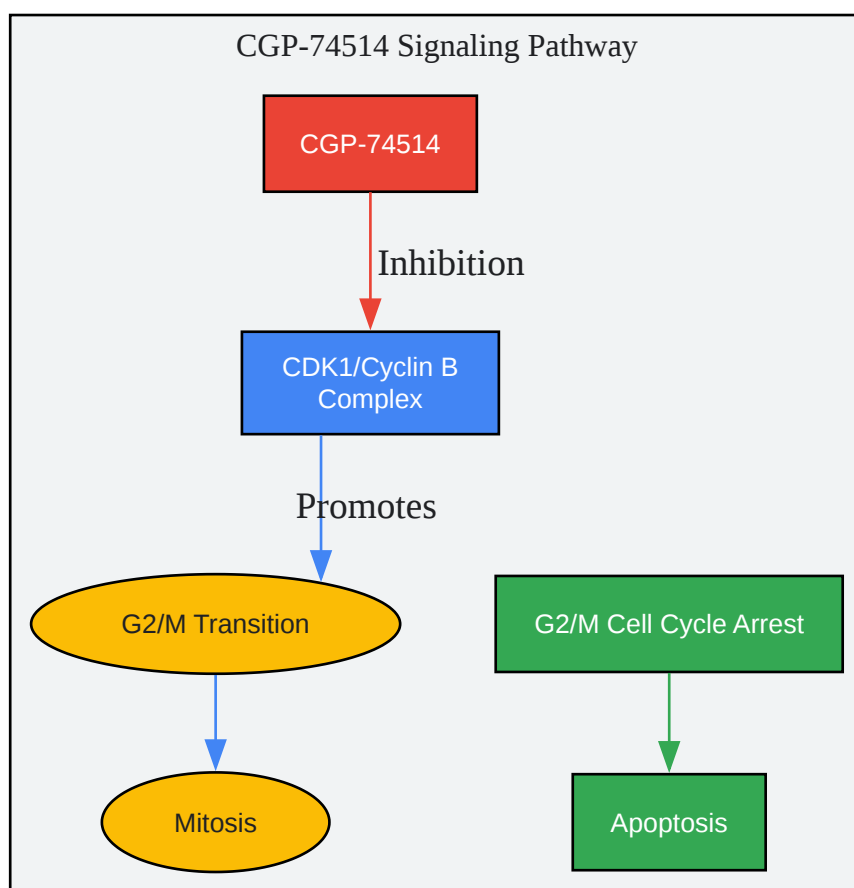 CGP-74514 Signaling Pathway
CGP-74514
Inhibition
CDK1/Cyclin B
Complex
Promotes
G2/M Transition
G2/M Cell Cycle Arrest
Mitosis
Apoptosis